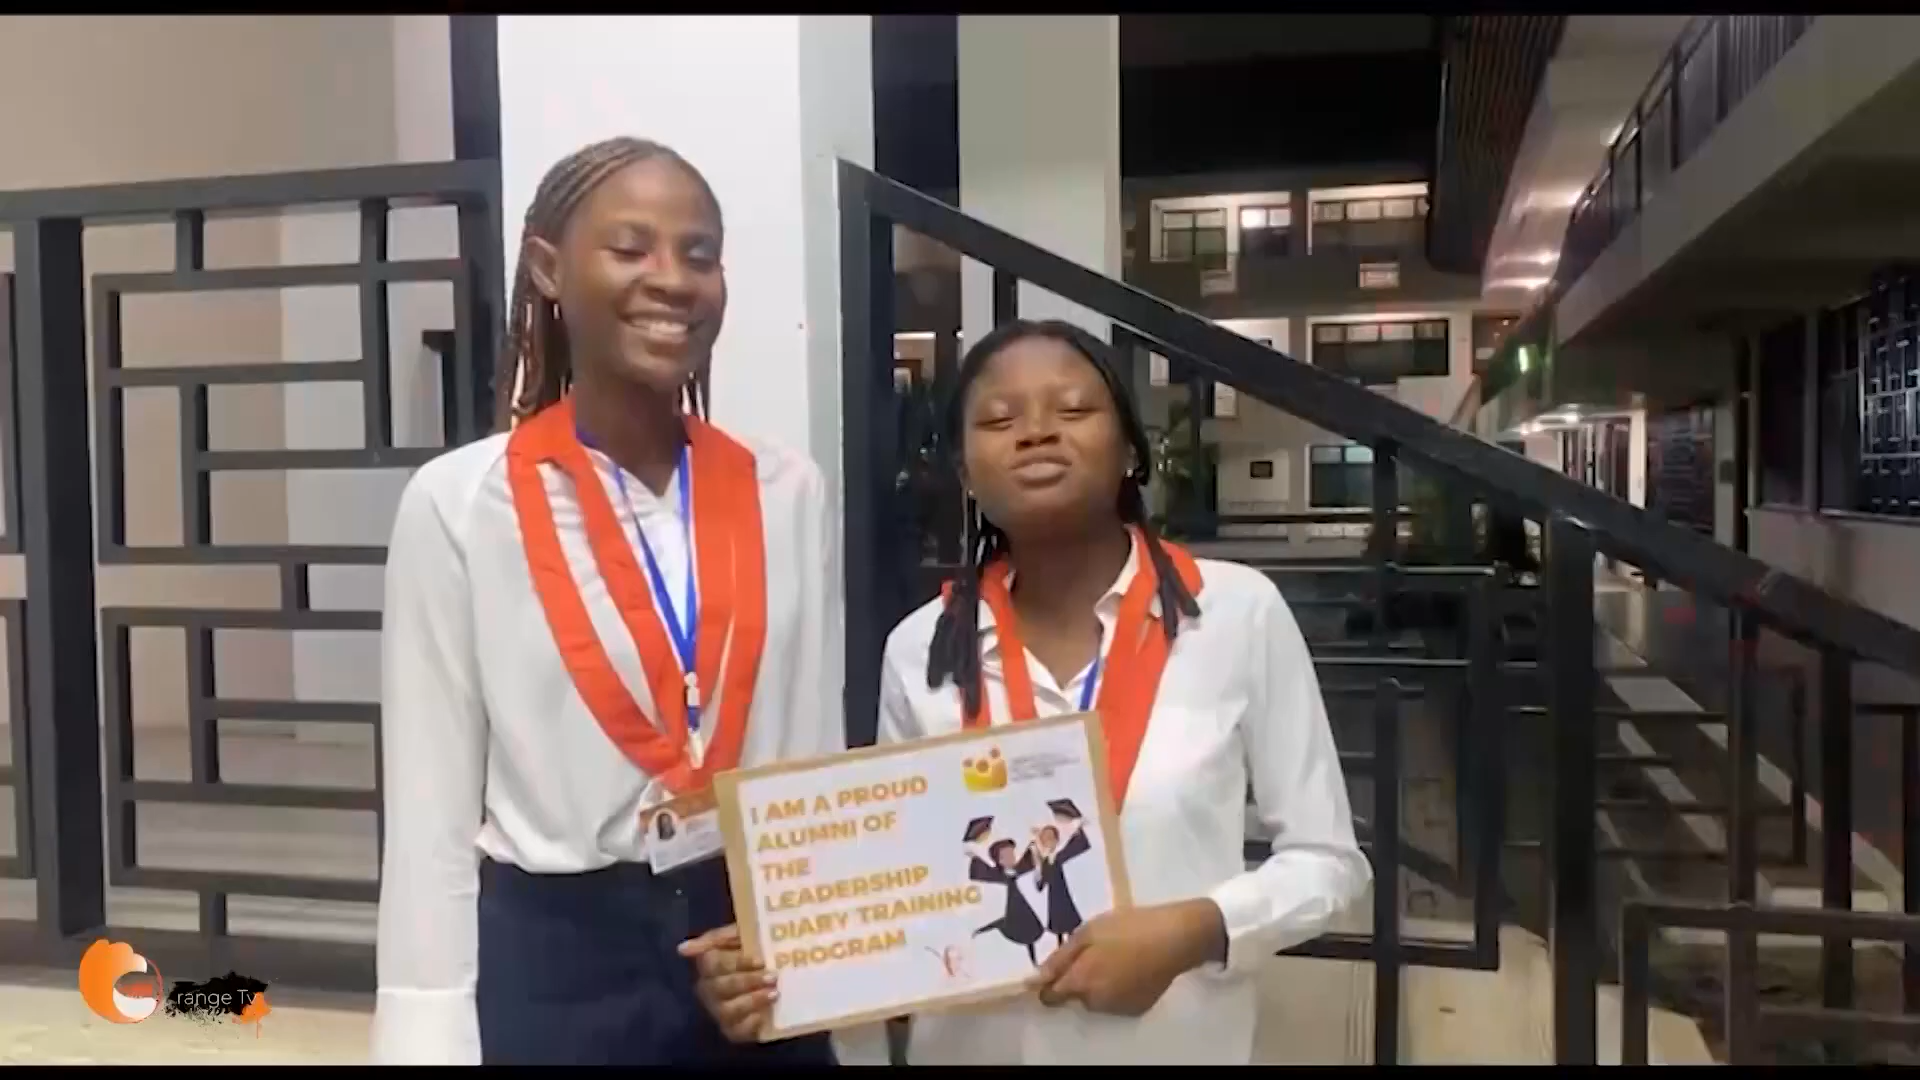 I AM A PROUD
ALUMNI OF
THE
LEADERSHIP
DIARY TRAINING
PROGRAM
range Tv